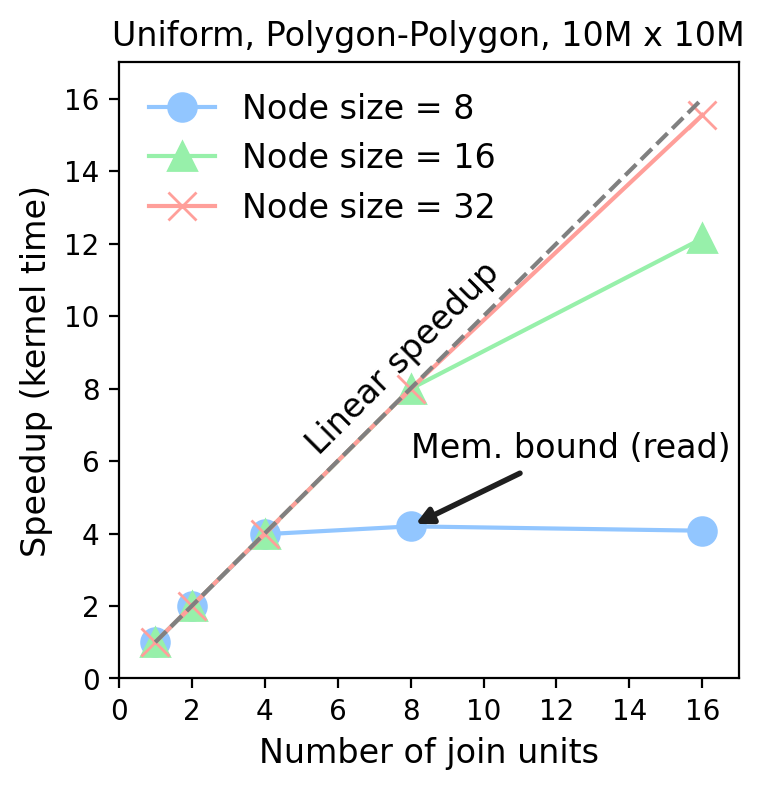 Uniform, Polygon-Polygon, 10M x 10M
Node size = 8
Node size = 16
Node size = 32
Linear speedup
Mem. bound (read)
Speedup (kernel time)
16
14
12
10
8
6
4
2
0
0 2 4 6 8 10 12 14 16
Number of join units